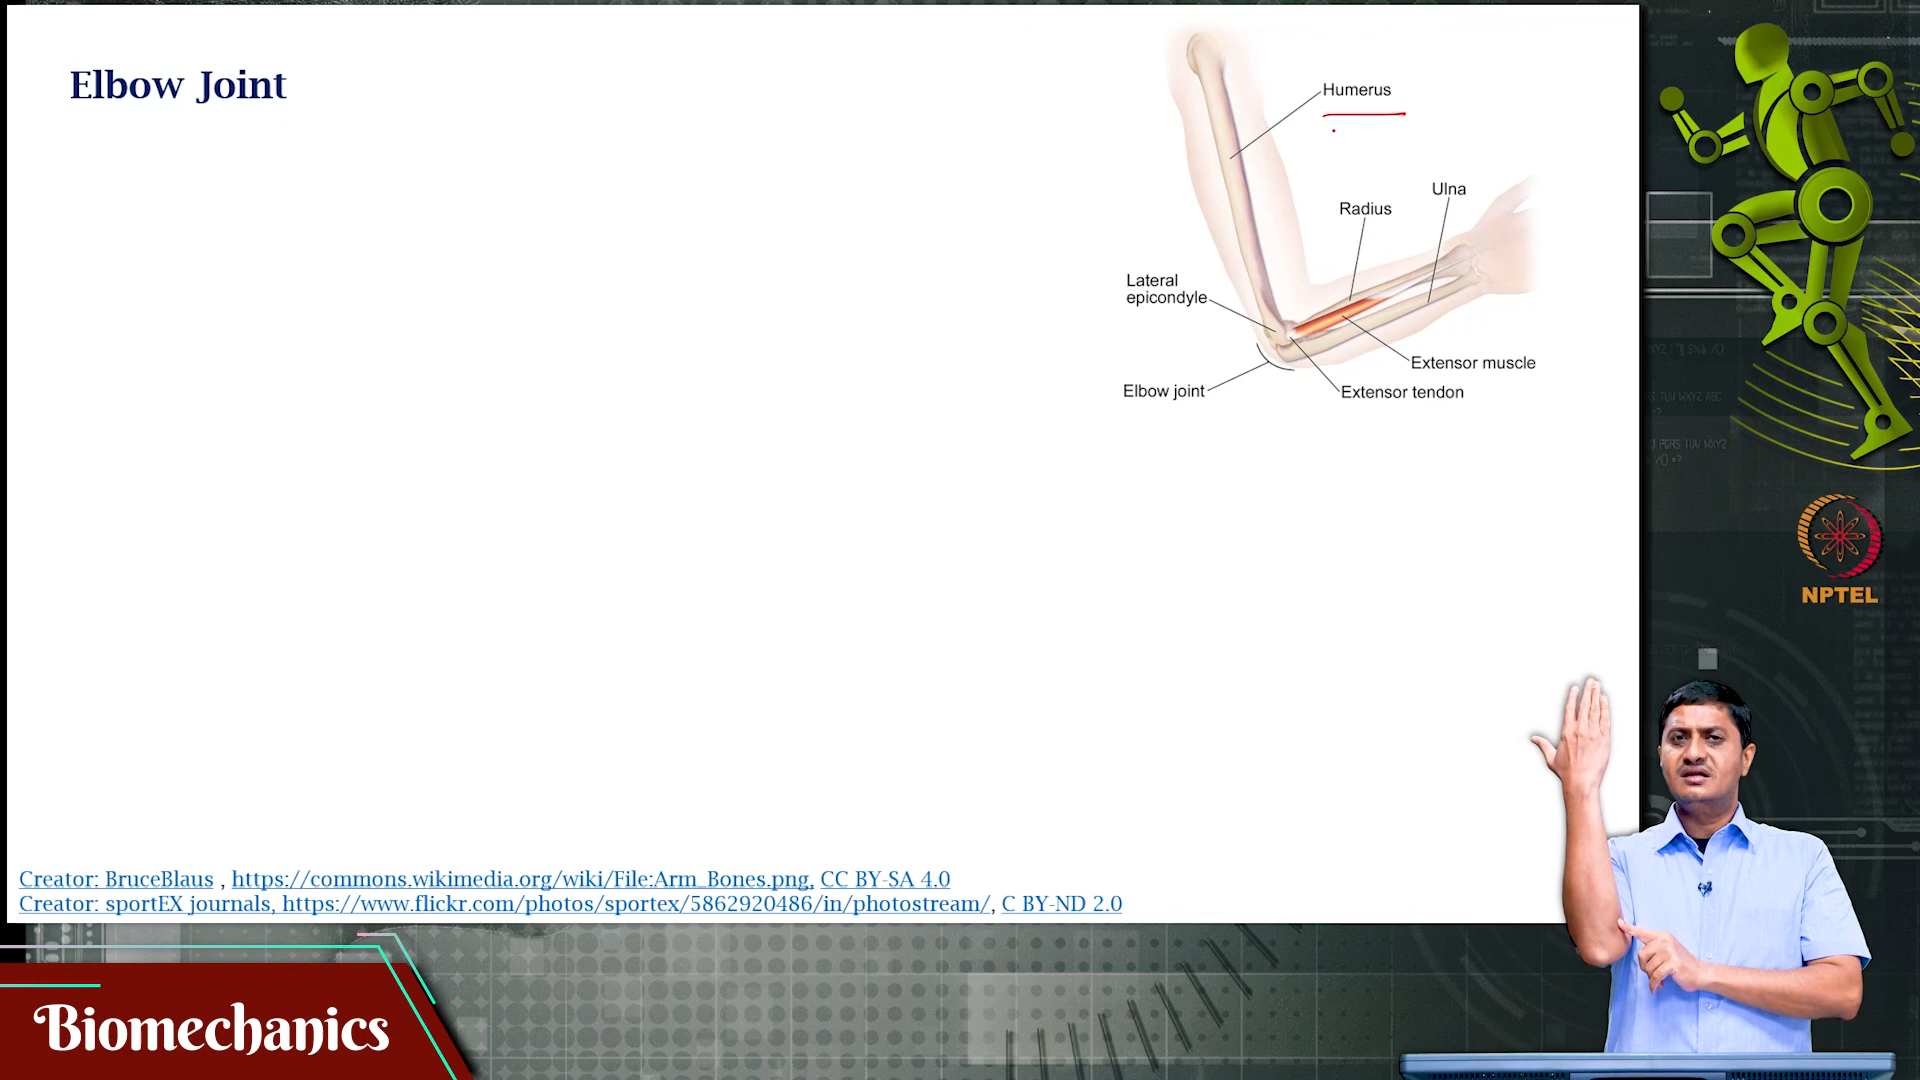 Elbow Joint
Humerus
Ulna
Radius
Lateral
epicondyle
Extensor muscle
Elbow joint
Extensor tendon
NPTEL
Creator: BruceBlaus , https://commons.wikimedia.org/wiki/File:Arm_Bones.png, CC BY-SA 4.0
Creator: sportEX journals, https://www.flickr.com/photos/sportex/5862920486/in/photostream/, C BY-ND 2.0
Biomechanics